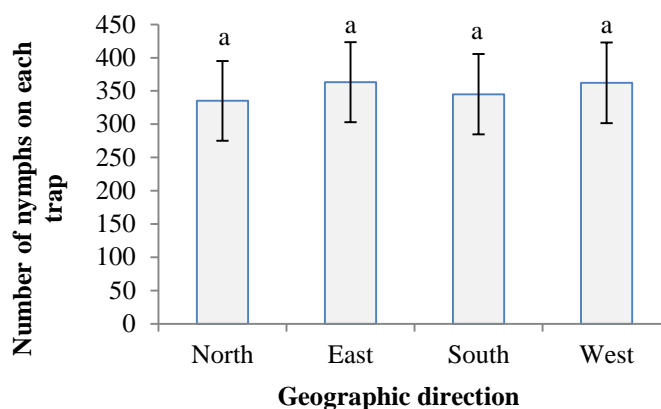 Number of nymphs on each
trap
450
400
350
300
250
200
150
100
50
0
a
a
a
a
North
East
South
West
Geographic direction